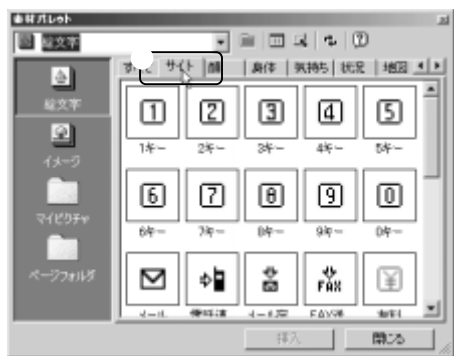 素材パレット
絵文字
サイト 顔 身体 気持ち 状況 地図
絵文字
イメージ
マイピクチャ
ページフォルダ
1 2 3 4 5
1キー 2キー 3キー 4キー 5キー
6 7 8 9 0
6キー 7キー 8キー 9キー 0キー
FAX ¥
メール
挿入 閉じる